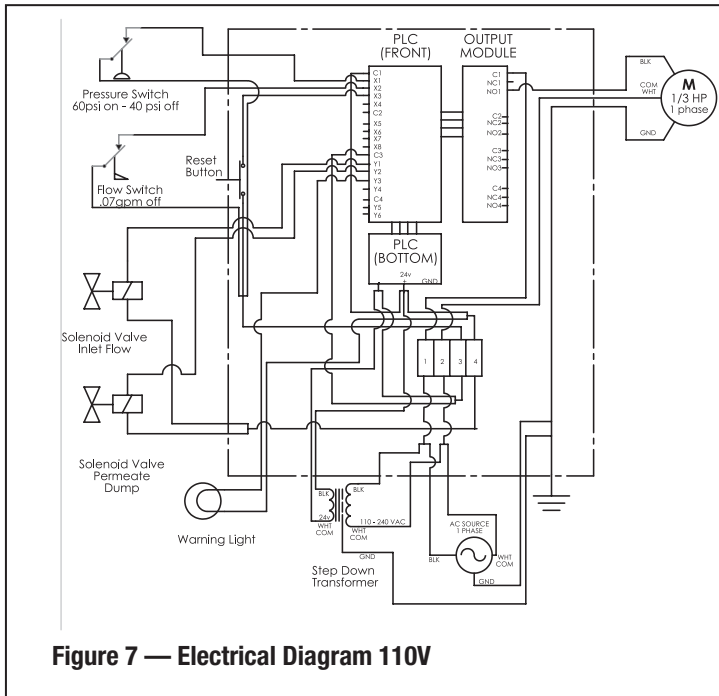 PLC
(FRONT)
OUTPUT
MODULE
C1
X1
X2
X3
X4
C2
X5
X6
X7
X8
C3
Y1
Y2
Y3
Y4
C4
Y5
Y6
C1
NC1
NO1
C2
NC2
NO2
C3
NC3
NO3
C4
NC4
NO4
BLK
COM
WHT
GND
M
1/3 HP
1 phase
Pressure Switch
60psi on - 40 psi off
Reset
Button
Flow Switch
.07gpm off
PLC
(BOTTOM)
24v
- + GND
Solenoid Valve
Inlet Flow
1 2 3 4
Solenoid Valve
Permeate
Dump
Warning Light
BLK
24v
WHT
COM
BLK
110 - 240 VAC
WHT
COM
GND
Step Down
Transformer
AC SOURCE
1 PHASE
BLK
WHT
COM
GND
Figure 7 — Electrical Diagram 110V